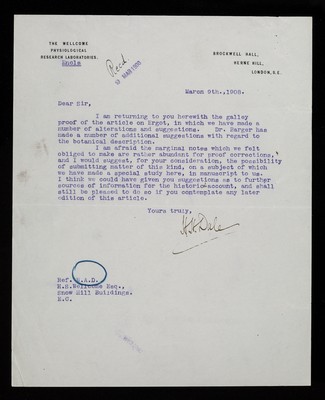 THE WELLCOME
PHYSIOLOGICAL
RESEARCH LABORATORIES.
Encls
Recd
10 MAR 1908
BROCKWELL HALL,
HERNE HILL,
LONDON, S.E.
March 9th.,1908.
Dear Sir,
I am returning to you herewith the galley
proof of the article on Ergot, in which we have made a
number of alterations and suggestions. Dr. Barger has
made a number of additional suggestions with regard to
the botanical description.
I am afraid the marginal notes which we felt
obliged to make are rather abundant for proof corrections,
and I would suggest, for your consideration, the possibility
of submitting matter of this kind, on a subject of which
we have made a special study here, in manuscript to us.
I think we could have given you suggestions as to further
sources of information for the historic account, and shall
still be pleased to do so if you contemplate any later
edition of this article.
Yours truly,
H.H. Dale
Ref. E.A.D.
H.S.Wellcome Esq.,
Snow Hill Buildings.
E.C.